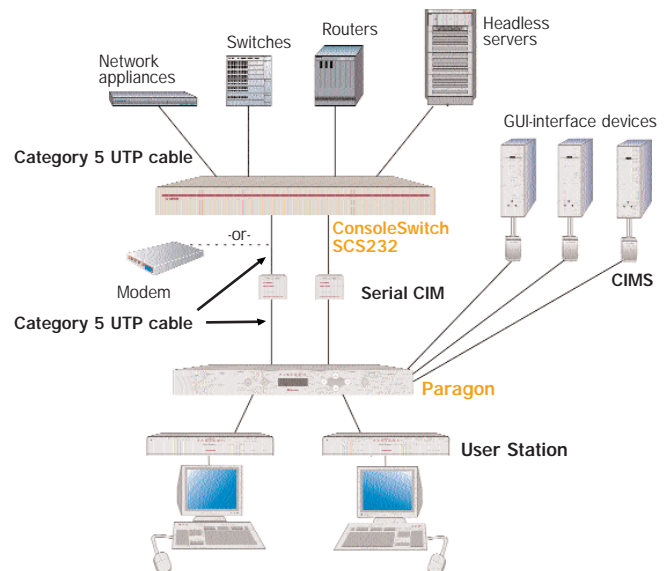 Headless
servers
Routers
Switches
Network
appliances
GUI-interface devices
Category 5 UTP cable
ConsoleSwitch
SCS232
-or-
Modem
Serial CIM
CIMS
Category 5 UTP cable
Paragon
User Station